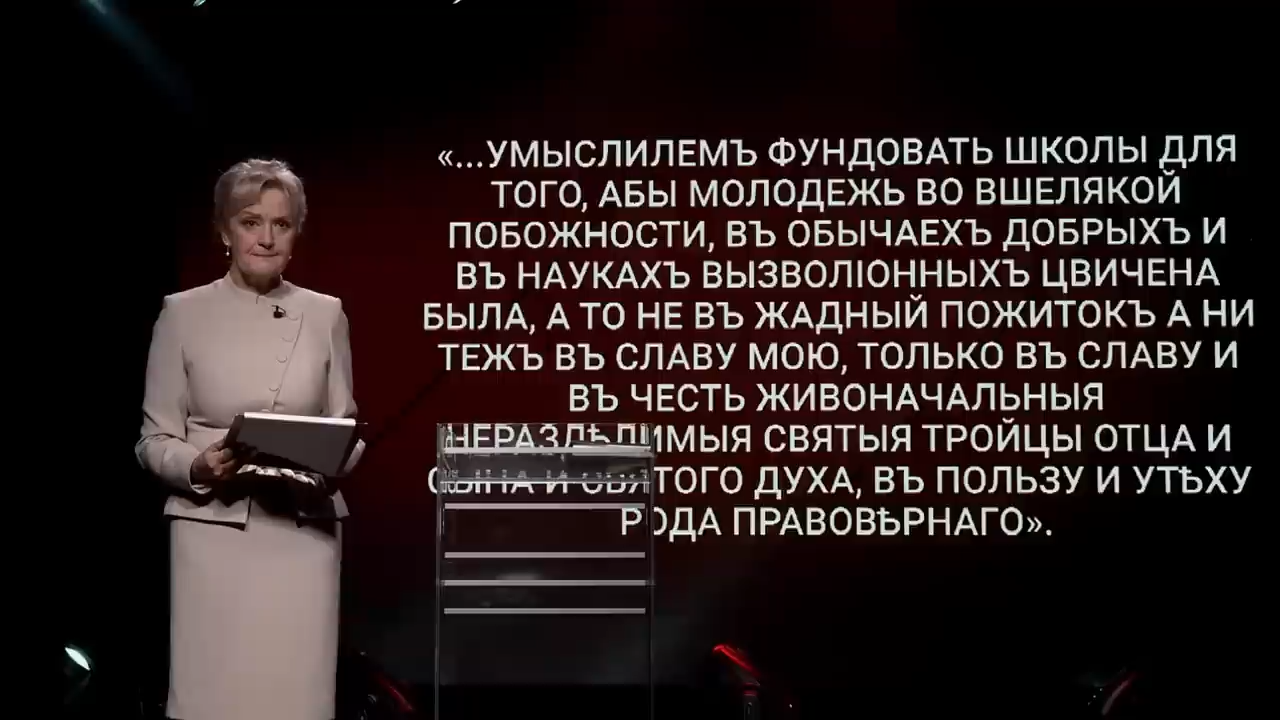 «...УМЫСЛИЛЕМЪ ФУНДОВАТЬ ШКОЛЫ ДЛЯ
ТОГО, АБЫ МОЛОДЕЖЬ ВО ВШЕЛЯКОЙ
ПОБОЖНОСТИ, ВЪ ОБЫЧАЕХЪ ДОБРЫХЪ И
ВЪ НАУКАХЪ ВЫЗВОЛІОННЫХЪ ЦВИЧЕНА
БЫЛА, А ТО НЕ ВЪ ЖАДНЫЙ ПОЖИТОКЪ А НИ
ТЕЖЪ ВЪ СЛАВУ МОЮ, ТОЛЬКО ВЪ СЛАВУ И
ВЪ ЧЕСТЬ ЖИВОНАЧАЛЬНЫЯ
НЕРАЗДѢЛИМЫЯ СВЯТЫЯ ТРОЙЦЫ ОТЦА И
СЫНА И СВЯТОГО ДУХА, ВЪ ПОЛЬЗУ И УТѢХУ
РОДА ПРАВОВѢРНАГО».